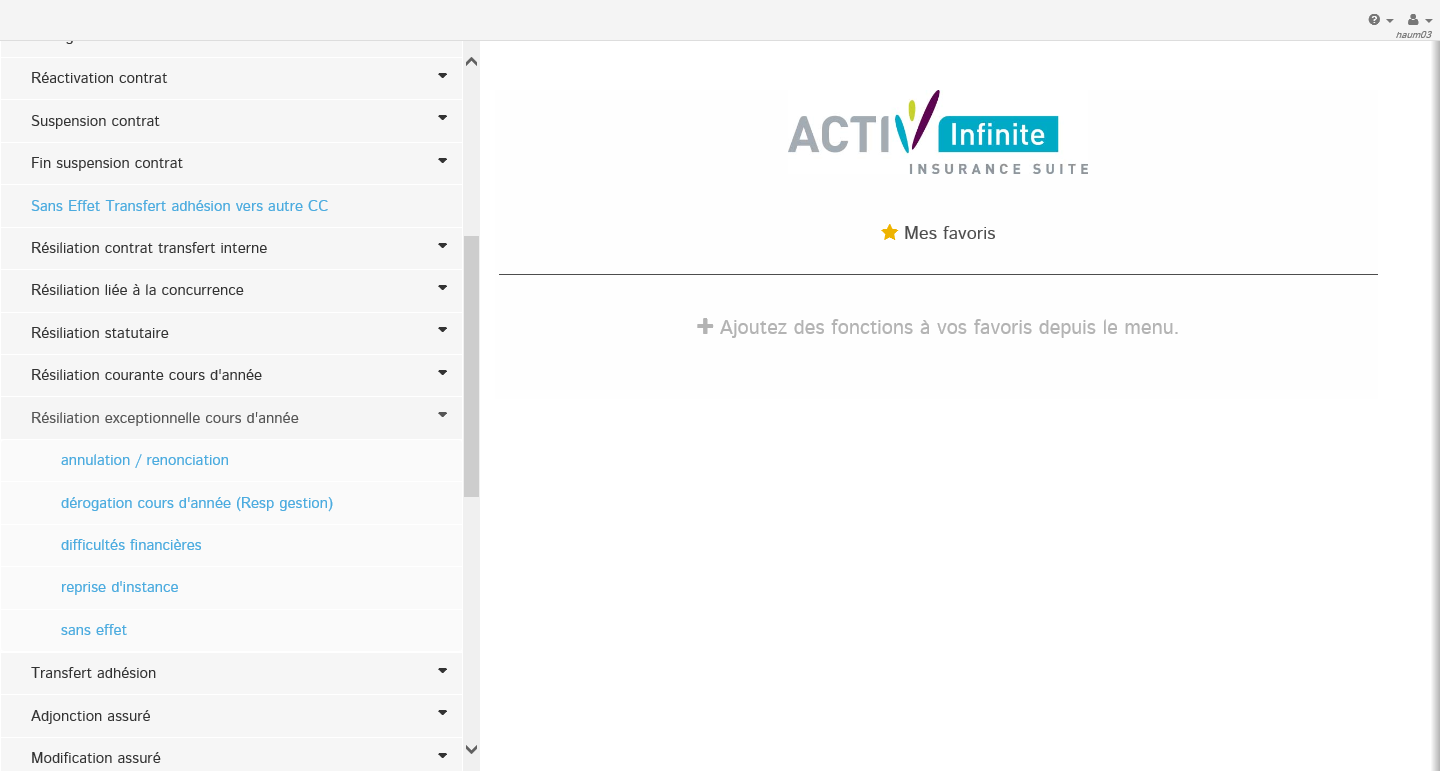 haum03
Réactivation contrat
Suspension contrat
Fin suspension contrat
Sans Effet Transfert adhésion vers autre CC
Résiliation contrat transfert interne
Résiliation liée à la concurrence
Résiliation statutaire
Résiliation courante cours d'année
Résiliation exceptionnelle cours d'année
annulation / renonciation
dérogation cours d'année (Resp gestion)
difficultés financières
reprise d'instance
sans effet
Transfert adhésion
Adjonction assuré
Modification assuré
ACTIV Infinite
INSURANCE SUITE
Mes favoris
Ajoutez des fonctions à vos favoris depuis le menu.